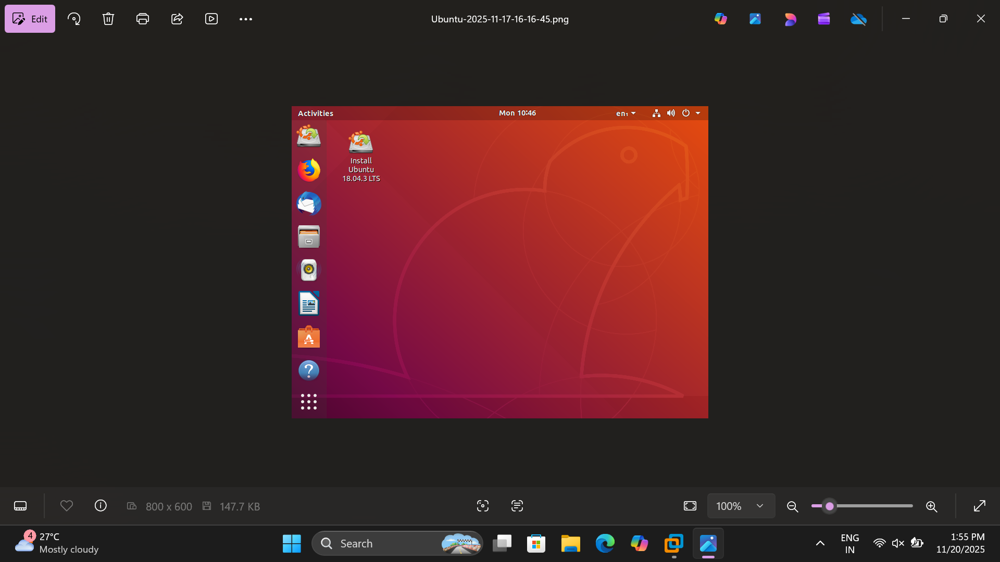 Edit
Ubuntu-2025-11-17-16-16-45.png
Activities
Mon 10:46
en₁
Install
Ubuntu
18.04.3 LTS
800 x 600
147.7 KB
100%
4
27°C
Mostly cloudy
Search
ENG
IN
1:55 PM
11/20/2025